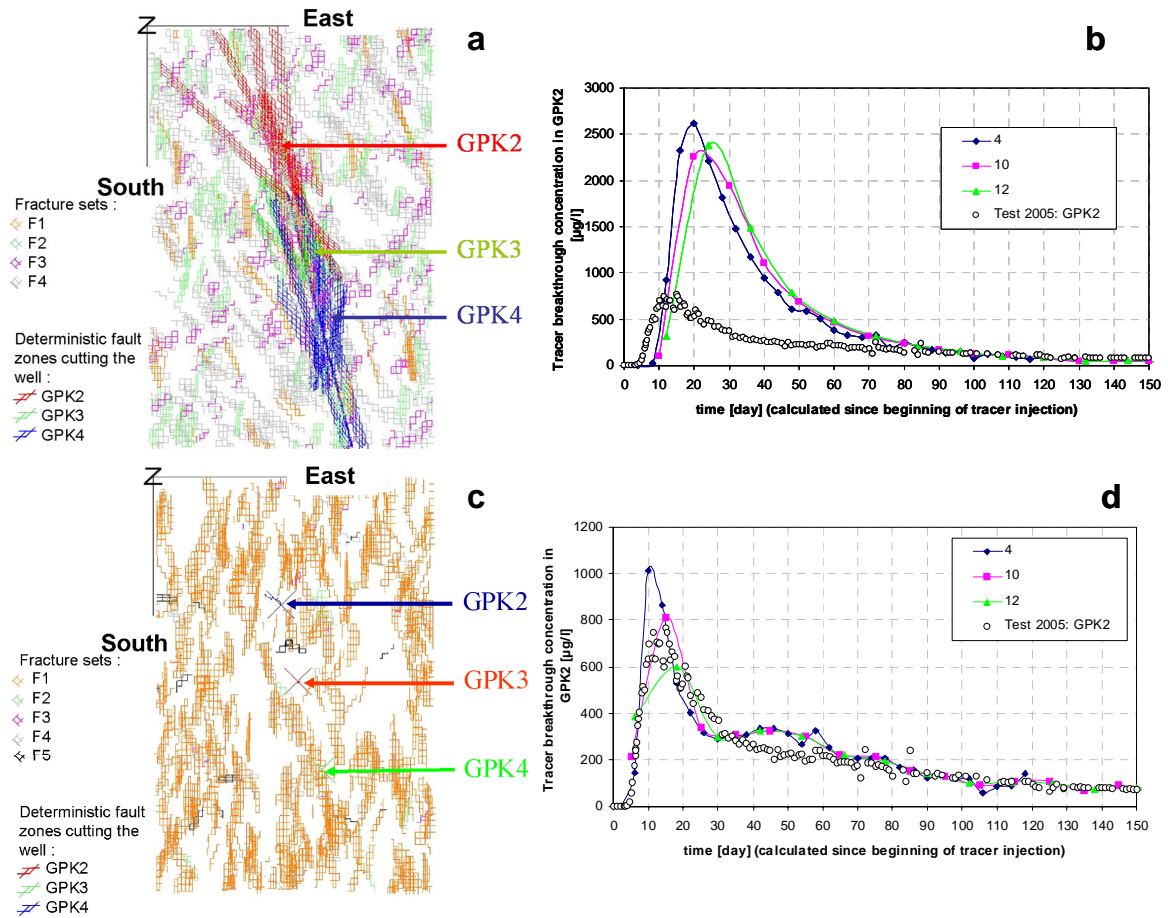 East
Z
a
GPK2
South
Fracture sets :
F1
F2
F3
F4
GPK3
GPK4
Deterministic fault
zones cutting the
well :
GPK2
GPK3
GPK4
b
Tracer breakthrough concentration in GPK2
[µg/l]
3000
2500
2000
1500
1000
500
0
0 10 20 30 40 50 60 70 80 90 100 110 120 130 140 150
time [day] (calculated since beginning of tracer injection)
4
10
12
Test 2005: GPK2
East
Z
c
GPK2
South
Fracture sets :
F1
F2
F3
F4
F5
GPK3
GPK4
Deterministic fault
zones cutting the
well :
GPK2
GPK3
GPK4
d
Tracer breakthrough concentration in
GPK2 [µg/l]
1200
1000
800
600
400
200
0
0 10 20 30 40 50 60 70 80 90 100 110 120 130 140 150
time [day] (calculated since beginning of tracer injection)
4
10
12
Test 2005: GPK2